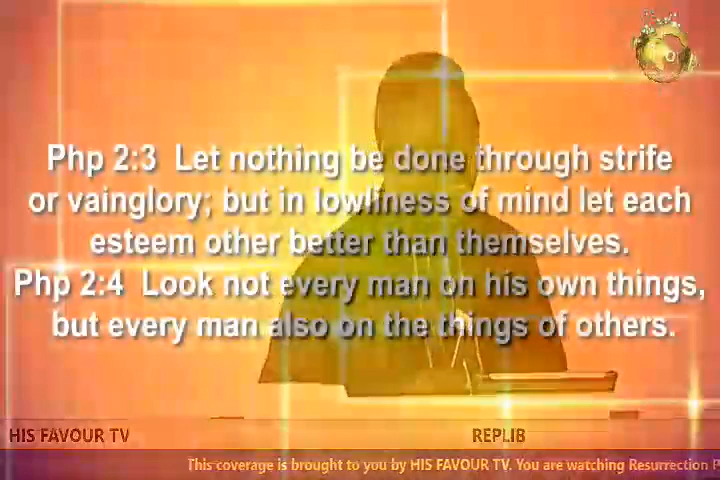 Php 2:3 Let nothing be done through strife
or vainglory; but in lowliness of mind let each
esteem other better than themselves.
Php 2:4 Look not every man on his own things,
but every man also on the things of others.
HIS FAVOUR TV REPLIB
This coverage is brought to you by HIS FAVOUR TV. You are watching Resurrection P